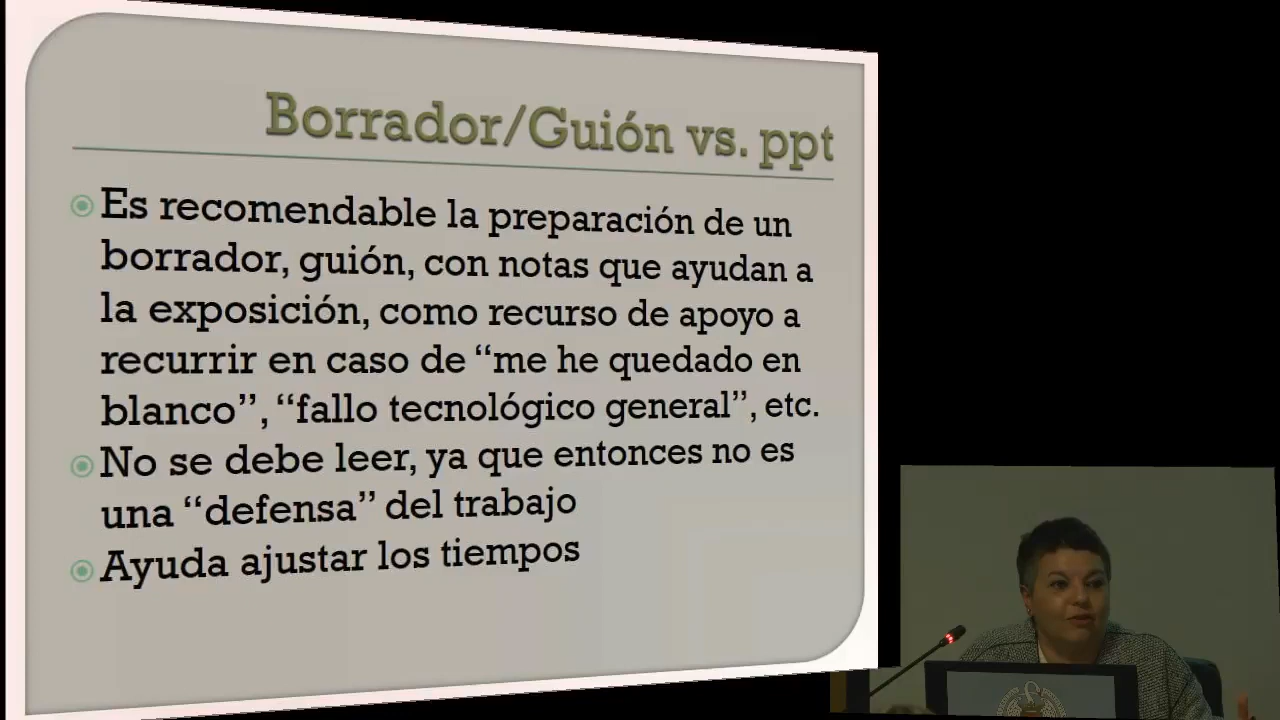 Borrador/Guión vs. ppt
Es recomendable la preparación de un
borrador, guión, con notas que ayudan a
la exposición, como recurso de apoyo a
recurrir en caso de “me he quedado en
blanco”, “fallo tecnológico general”, etc.
No se debe leer, ya que entonces no es
una “defensa” del trabajo
Ayuda ajustar los tiempos